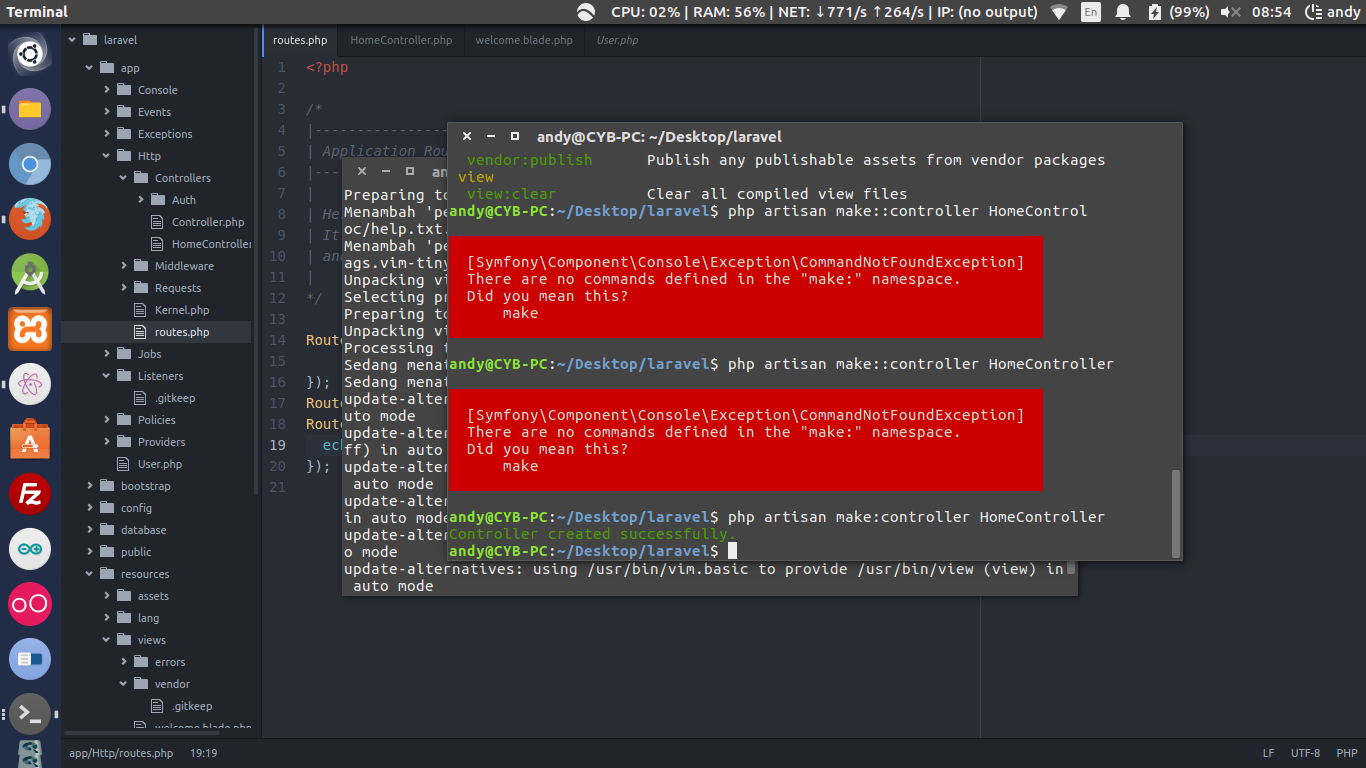 Terminal
CPU: 02% | RAM: 56% | NET: ↓771/s ↑264/s | IP: (no output)
En
(99%)
08:54
andy
laravel
app
Console
Events
Exceptions
Http
Controllers
Auth
Controller.php
HomeController
Middleware
Requests
Kernel.php
routes.php
Jobs
Listeners
.gitkeep
Policies
Providers
User.php
bootstrap
config
database
public
resources
assets
lang
views
errors
vendor
.gitkeep
welcome.blade.php
routes.php HomeController.php welcome.blade.php User.php
1 <?php
2
3 /*
4 |-----------------
5 | Application Rou
6 |---
7 |
8 | He
9 | It
10 | an
11 |
12 */
13
14 Rout
15
16 });
17 Rout
18 Rout
19 ech
20 });
21
Preparing to
Menambah 'pe
oc/help.txt.
Menambah 'pe
ags.vim-tiny
Unpacking vi
Selecting pr
Preparing to
Unpacking vi
Processing t
Sedang menat
Sedang menat
update-alter
uto mode
update-alter
ff) in auto
update-alter
auto mode
update-alter
in auto mode
update-alter
o mode
update-alternatives: using /usr/bin/vim.basic to provide /usr/bin/view (view) in
auto mode
andy@CYB-PC: ~/Desktop/laravel
vendor:publish Publish any publishable assets from vendor packages
view
view:clear Clear all compiled view files
andy@CYB-PC:~/Desktop/laravel$ php artisan make::controller HomeControl
[Symfony\Component\Console\Exception\CommandNotFoundException]
There are no commands defined in the "make:" namespace.
Did you mean this?
make
andy@CYB-PC:~/Desktop/laravel$ php artisan make::controller HomeController
[Symfony\Component\Console\Exception\CommandNotFoundException]
There are no commands defined in the "make:" namespace.
Did you mean this?
make
andy@CYB-PC:~/Desktop/laravel$ php artisan make:controller HomeController
Controller created successfully.
andy@CYB-PC:~/Desktop/laravel$
app/Http/routes.php 19:19
LF UTF-8 PHP